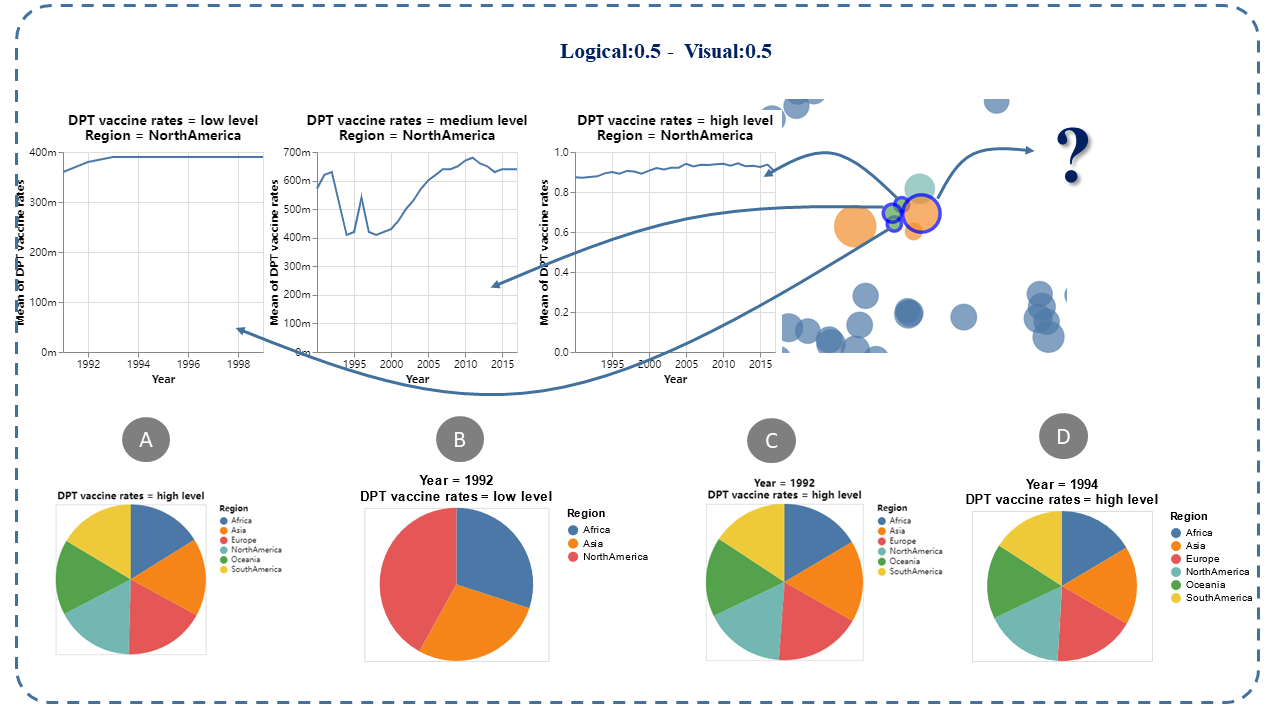 Logical:0.5 - Visual:0.5
DPT vaccine rates = low level
Region = NorthAmerica
400m
300m
200m
100m
0m
Mean of DPT vaccine rates
1992
1994
1996
1998
Year
DPT vaccine rates = medium level
Region = NorthAmerica
700m
600m
500m
400m
300m
200m
100m
0m
Mean of DPT vaccine rates
1995
2000
2005
2010
2015
Year
DPT vaccine rates = high level
Region = NorthAmerica
1.0
0.8
0.6
0.4
0.2
0.0
Mean of DPT vaccine rates
1995
2000
2005
2010
2015
Year
?
A
B
C
D
DPT vaccine rates = high level
Region
Africa
Asia
Europe
NorthAmerica
Oceania
SouthAmerica
Year = 1992
DPT vaccine rates = low level
Region
Africa
Asia
NorthAmerica
Year = 1992
DPT vaccine rates = high level
Region
Africa
Asia
Europe
NorthAmerica
Oceania
SouthAmerica
Year = 1994
DPT vaccine rates = high level
Region
Africa
Asia
Europe
NorthAmerica
Oceania
SouthAmerica